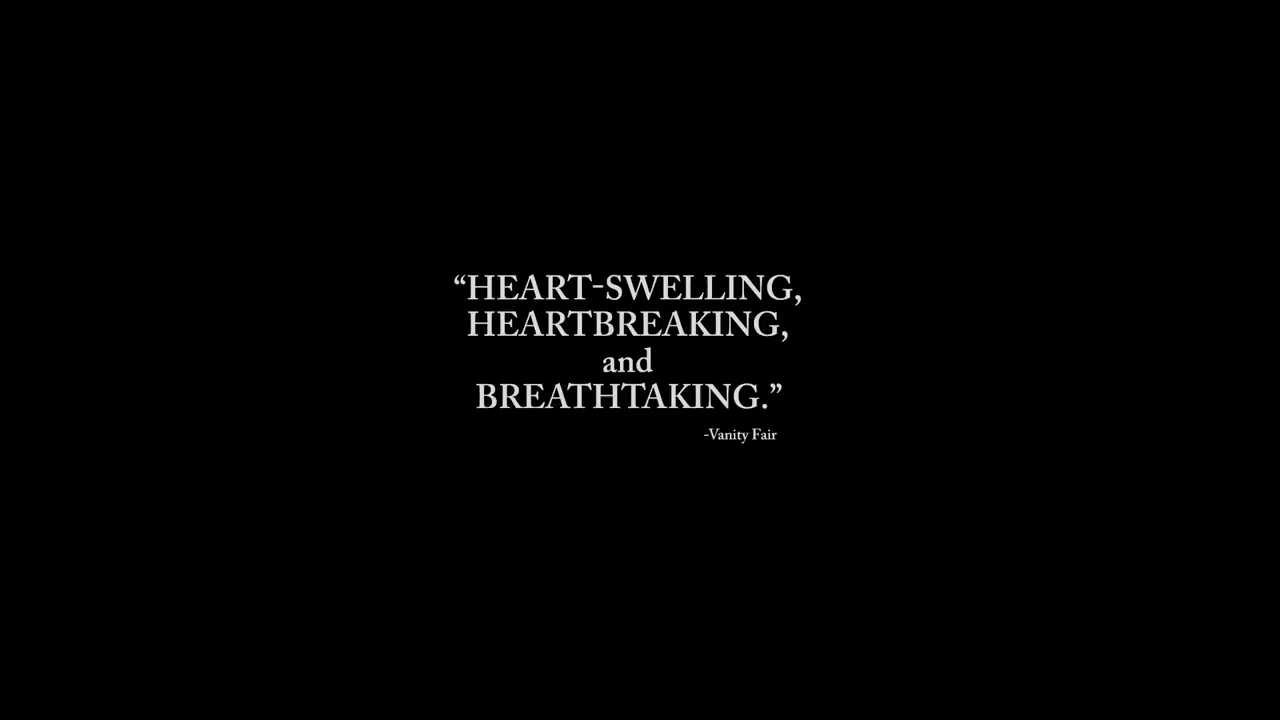 “HEART-SWELLING,
HEARTBREAKING,
and
BREATHTAKING.”
-Vanity Fair